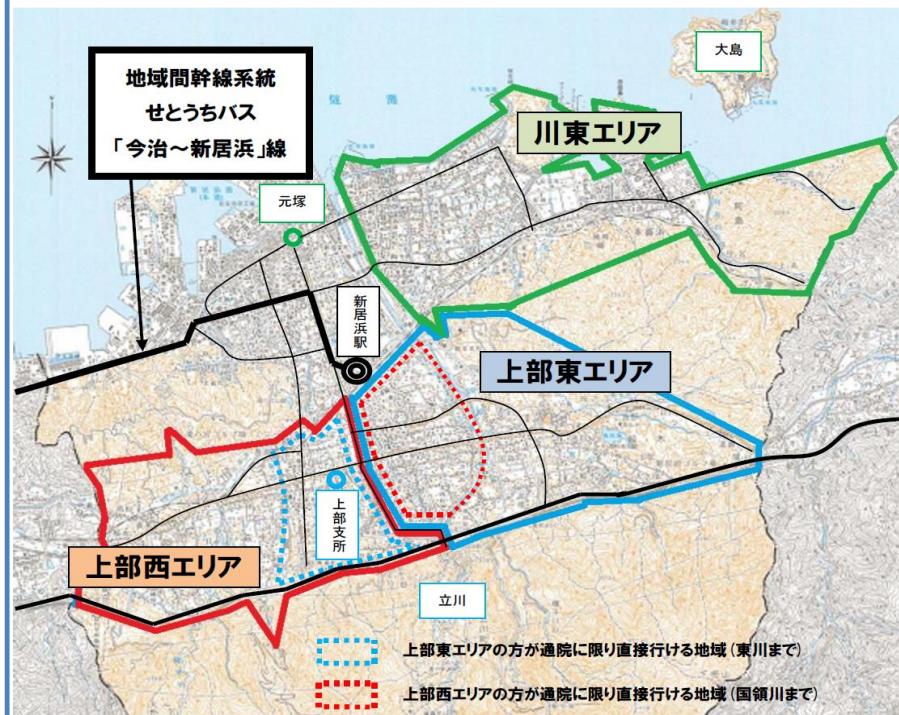 大島
地域間幹線系統
せとうちバス
「今治~新居浜」線
燧灘
川東エリア
元塚
新居浜駅
上部東エリア
上部支所
上部西エリア
立川
上部東エリアの方が通院に限り直接行ける地域(東川まで)
上部西エリアの方が通院に限り直接行ける地域(国領川まで)